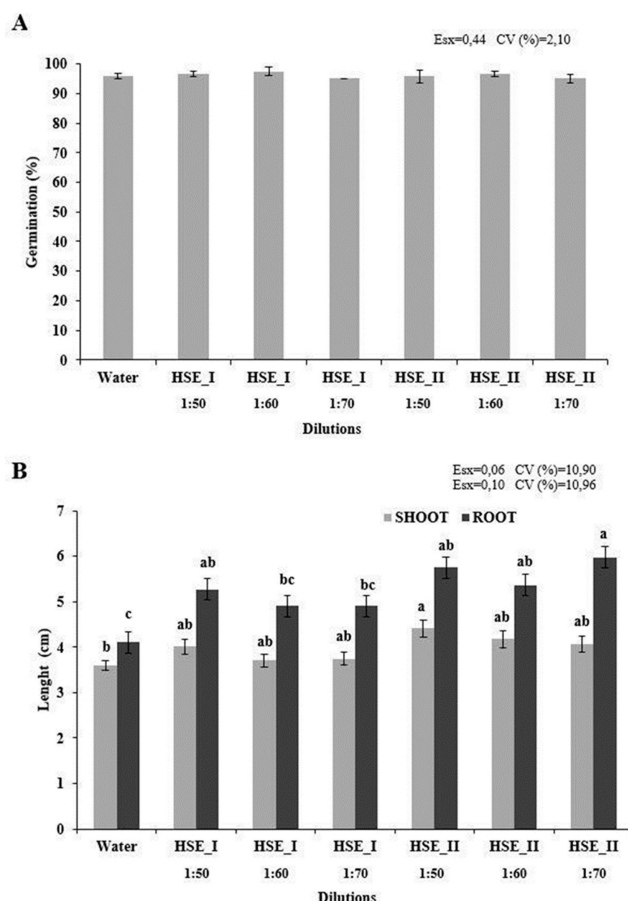 A
Esx=0,44 CV (%)=2,10
Germination (%)
100
90
80
70
60
50
40
30
20
10
0
Water HSE_I HSE_I HSE_I HSE_II HSE_II HSE_II
1:50 1:60 1:70 1:50 1:60 1:70
Dilutions
B
Esx=0,06 CV (%)=10,90
Esx=0,10 CV (%)=10,96
SHOOT ROOT
Lenght (cm)
7
6
5
4
3
2
1
0
b c ab ab ab bc ab bc a ab ab ab ab a
Water HSE_I HSE_I HSE_I HSE_II HSE_II HSE_II
1:50 1:60 1:70 1:50 1:60 1:70
Dilutions